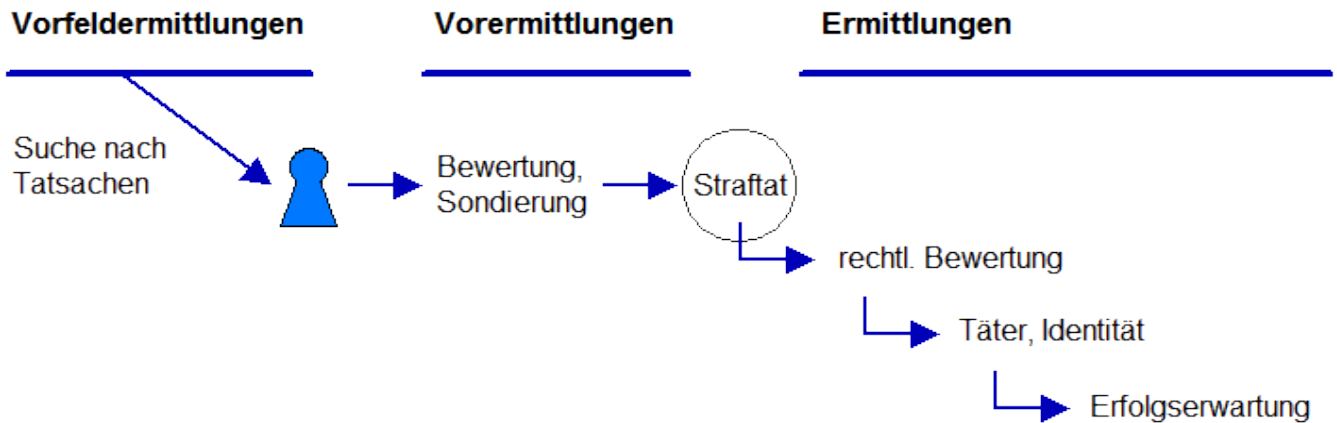 Vorfeldermittlungen
Vorermittlungen
Ermittlungen
Suche nach
Tatsachen
Bewertung,
Sondierung
Straftat
rechtl. Bewertung
Täter, Identität
Erfolgserwartung